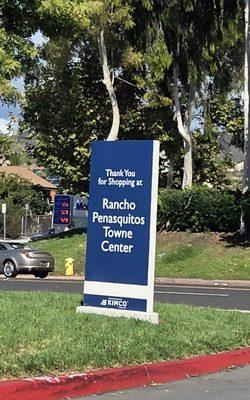 Thank You
for Shopping at
Rancho
Penasquitos
Towne
Center
KIMCO